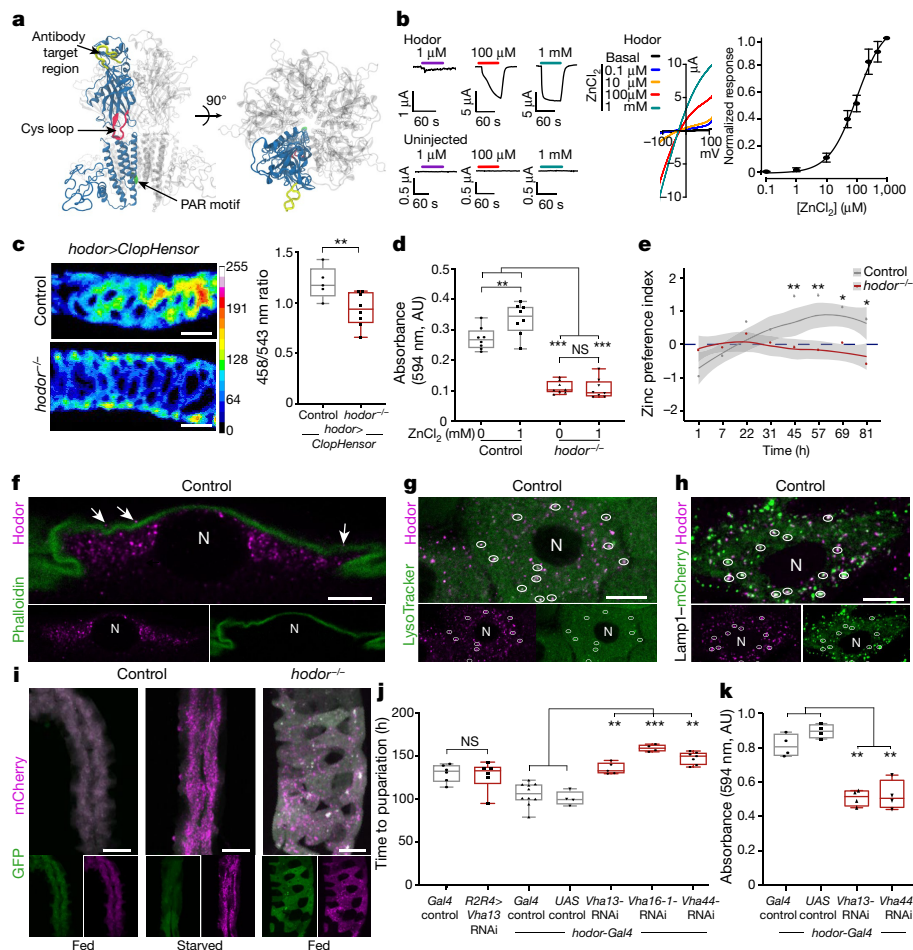 a
Antibody
target
region
Cys loop
90°
PAR motif
b
Hodor
1 μM
100 μM
1 mM
1 μA
60 s
5 μA
60 s
5 μA
60 s
Uninjected
1 μM
100 μM
1 mM
0.5 μA
60 s
0.5 μA
60 s
0.5 μA
60 s
Hodor
ZnCl2
Basal
0.1 μM
10 μM
100μM
1 mM
μA
10
5
−100
100
mV
−5
−10
Normalized response
1.0
0.8
0.6
0.4
0.2
0
0.1
1
10
100
1,000
[ZnCl2] (μM)
c
hodor>ClopHensor
Control
hodor−/−
255
191
128
64
0
458/543 nm ratio
1.5
1.0
0.5
0
**
Control
hodor−/−
hodor>
ClopHensor
d
Absorbance
(594 nm, AU)
0.5
0.4
0.3
0.2
0.1
0
**
***
NS
***
ZnCl2 (mM)
0
1
0
1
Control
hodor−/−
e
Zinc preference index
2
1
0
−1
−2
Control
hodor−/−
**
**
*
*
1
7
22
31
45
57
69
81
Time (h)
f
Control
Phalloidin Hodor
N
N
N
g
Control
LysoTracker Hodor
N
N
N
h
Control
Lamp1–mCherry Hodor
N
N
N
i
Control
hodor−/−
GFP mCherry
Fed
Starved
Fed
j
Time to pupariation (h)
200
150
100
50
0
NS
**
***
**
Gal4
control
R2R4>
Vha13
RNAi
Gal4
control
UAS
control
Vha13-
RNAi
Vha16-1-
RNAi
Vha44-
RNAi
hodor-Gal4
k
Absorbance (594 nm, AU)
1.0
0.8
0.6
0.4
0.2
0
**
**
Gal4
control
UAS
control
Vha13-
RNAi
Vha44-
RNAi
hodor-Gal4